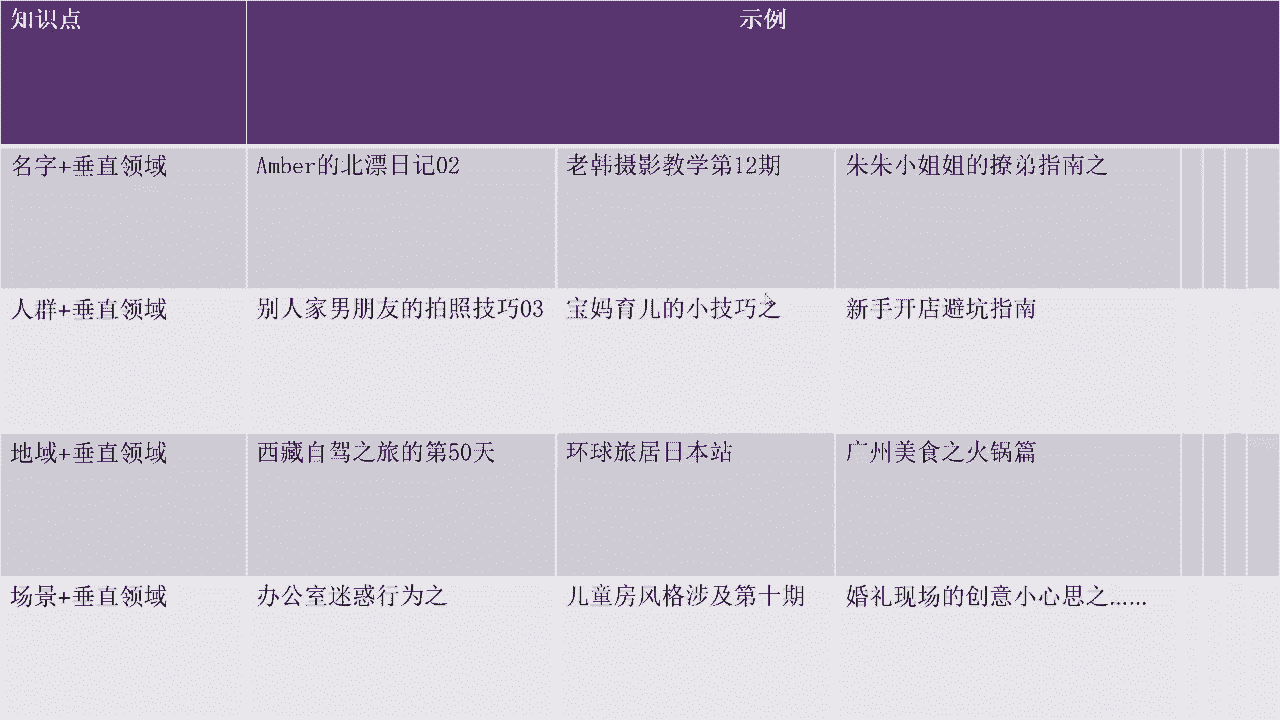 知识点 示例
名字+垂直领域 Amber的北漂日记02 老韩摄影教学第12期 朱朱小姐姐的撩弟指南之
人群+垂直领域 别人家男朋友的拍照技巧03 宝妈育儿的小技巧之 新手开店避坑指南
地域+垂直领域 西藏自驾之旅的第50天 环球旅居日本站 广州美食之火锅篇
场景+垂直领域 办公室迷惑行为之 儿童房风格涉及第十期 婚礼现场的创意小心思之......